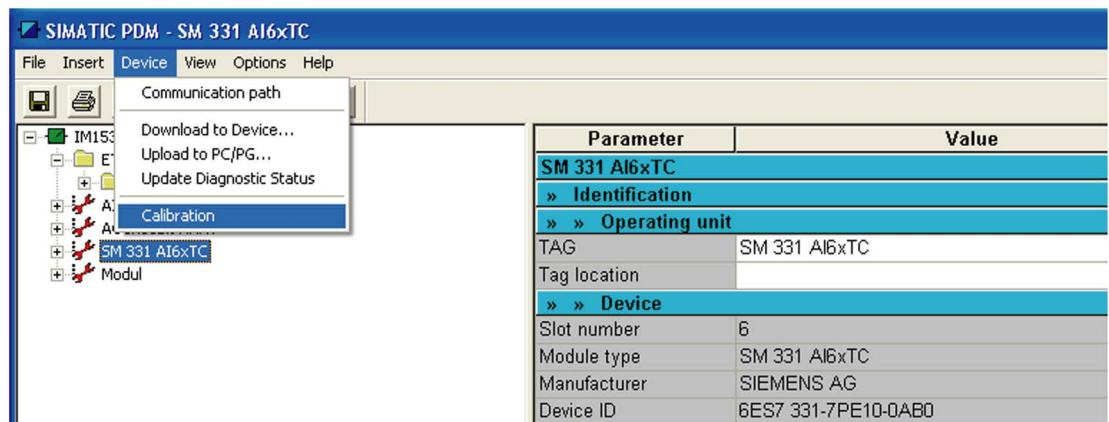 SIMATIC PDM - SM 331 AI6xTC
File Insert Device View Options Help
Communication path
Download to Device...
Upload to PC/PG...
Update Diagnostic Status
Calibration
SM 331 AI6xTC
Modul
Parameter Value
SM 331 AI6xTC
» Identification
» » Operating unit
TAG SM 331 AI6xTC
Tag location
» » Device
Slot number 6
Module type SM 331 AI6xTC
Manufacturer SIEMENS AG
Device ID 6ES7 331-7PE10-0AB0